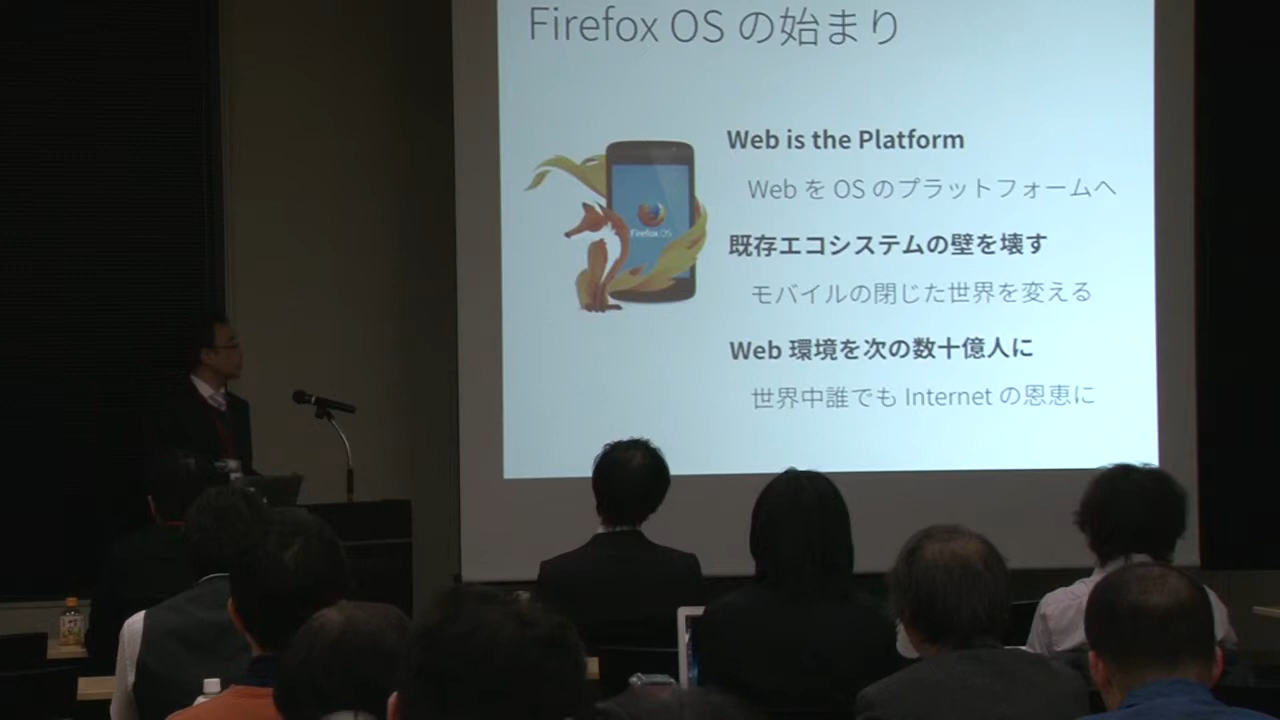 Firefox OS の始まり
Web is the Platform
Web を OS のプラットフォームへ
Firefox OS
既存エコシステムの壁を壊す
モバイルの閉じた世界を変える
Web 環境を次の数十億人に
世界中誰でも Internet の恩恵に